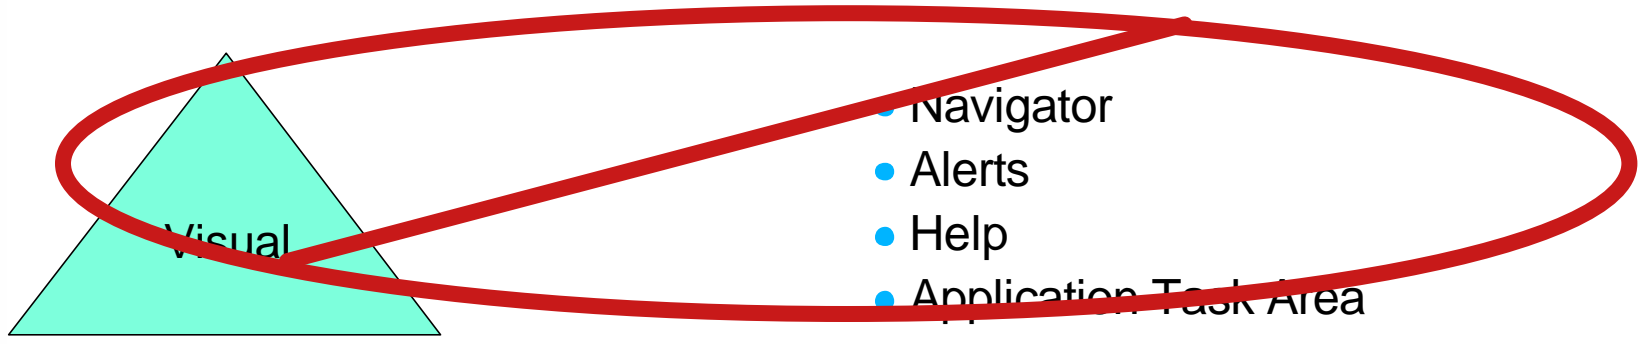 Visual
• Navigator
• Alerts
• Help
• Application Task Area